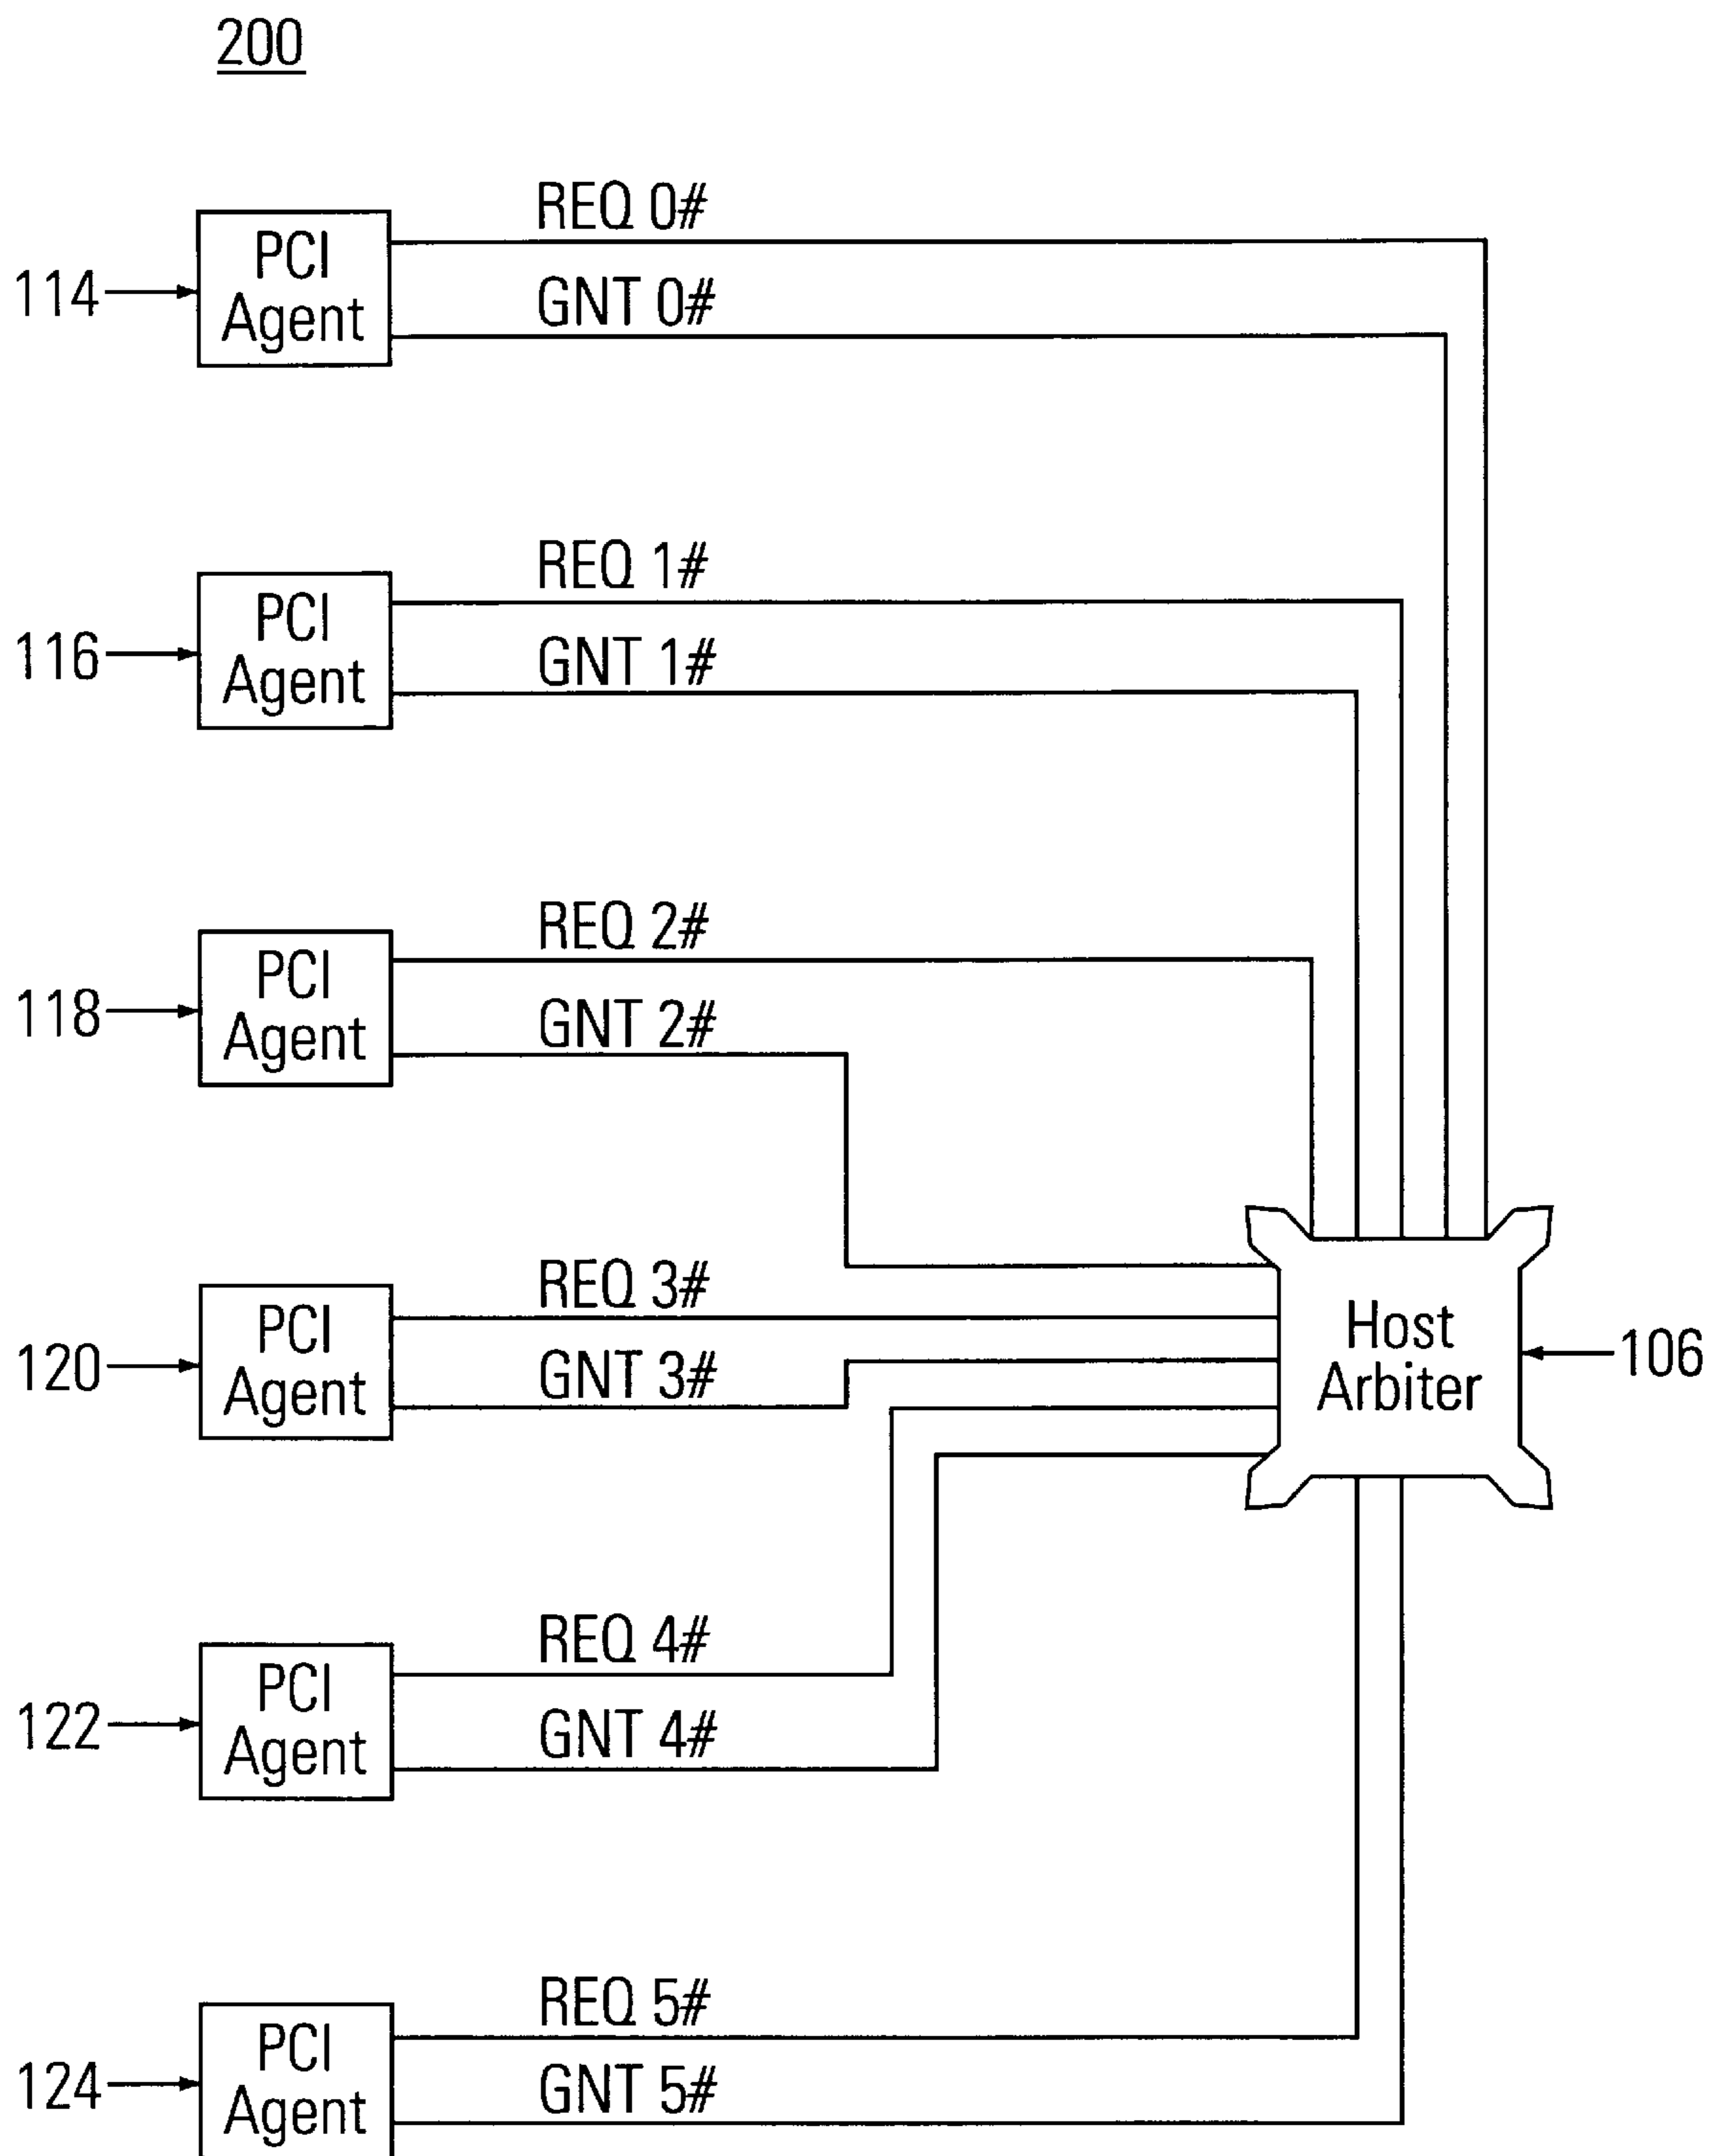 200
REQ 0#
PCI
Agent
114
GNT 0#
REQ 1#
PCI
Agent
116
GNT 1#
REQ 2#
PCI
Agent
118
GNT 2#
REQ 3#
PCI
Agent
120
GNT 3#
Host
Arbiter
106
REQ 4#
PCI
Agent
122
GNT 4#
REQ 5#
PCI
Agent
124
GNT 5#